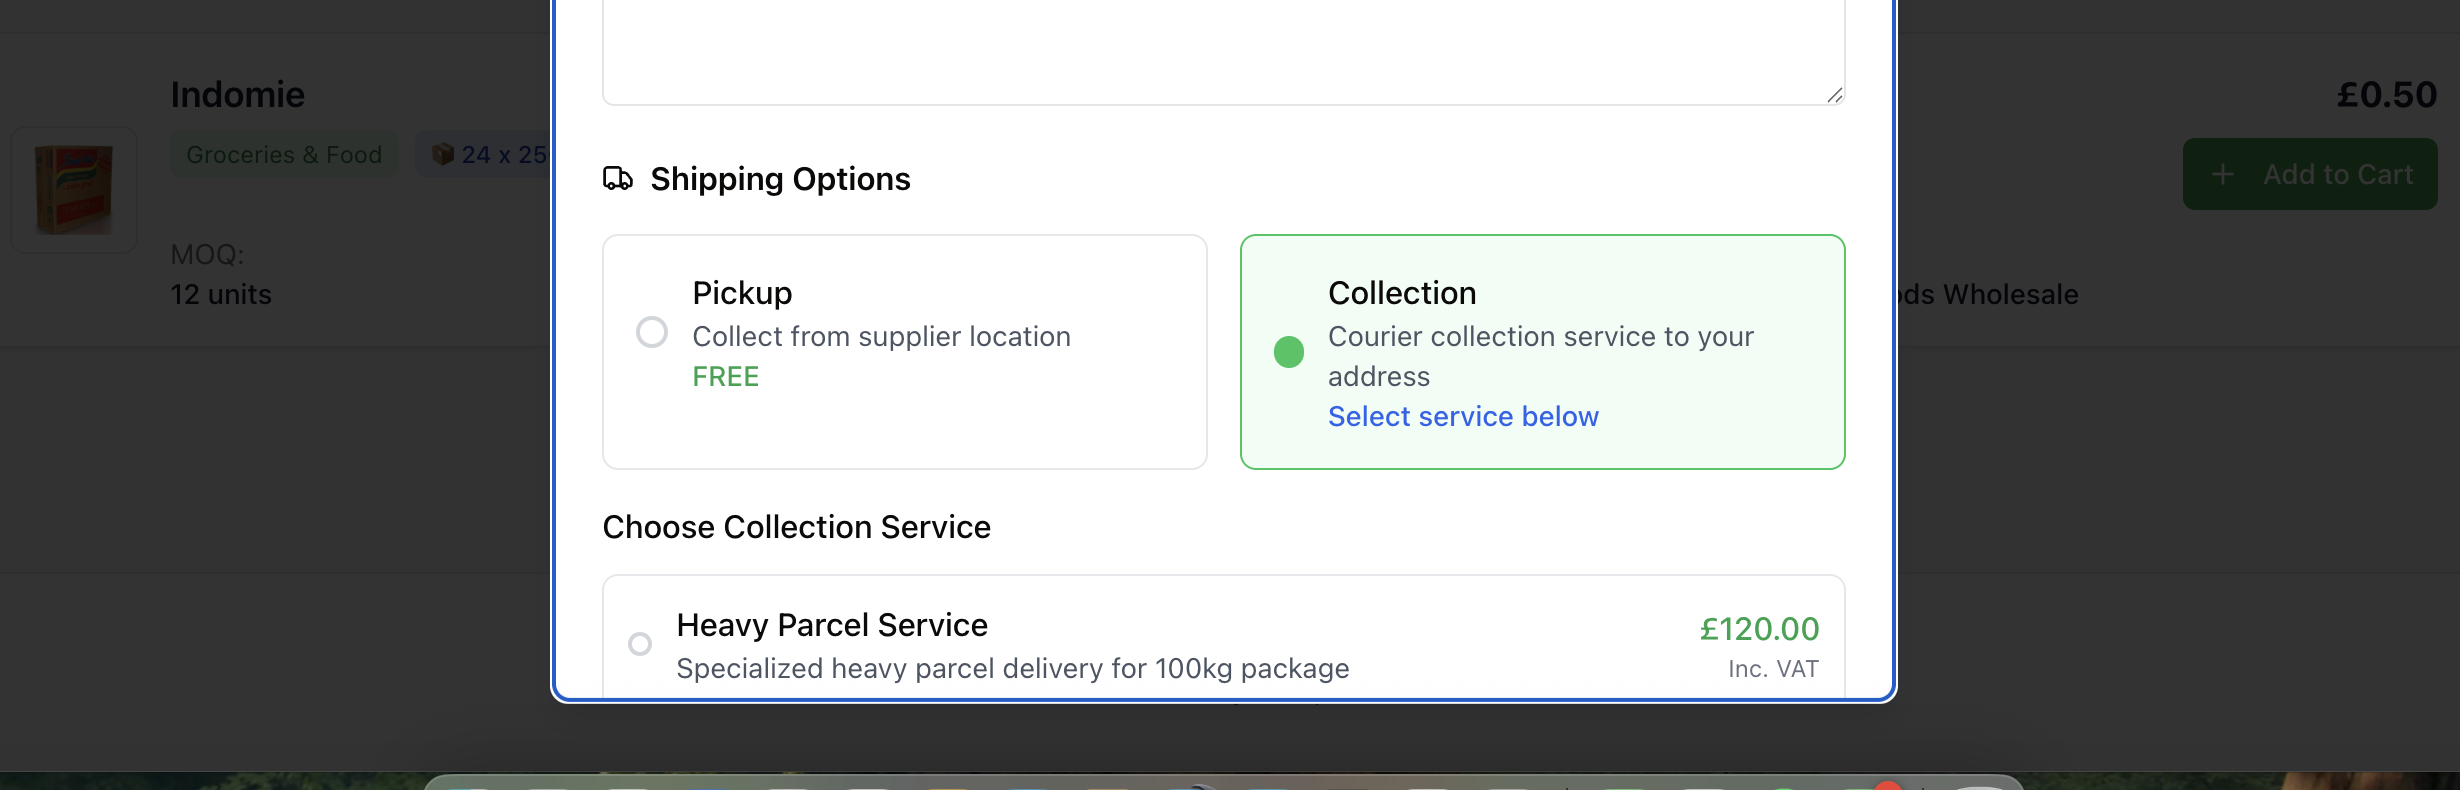 Indomie
Groceries & Food
24 x 25
MOQ:
12 units
Shipping Options
Pickup
Collect from supplier location
FREE
Collection
Courier collection service to your
address
Select service below
Choose Collection Service
Heavy Parcel Service
Specialized heavy parcel delivery for 100kg package
£120.00
Inc. VAT
£0.50
+ Add to Cart
ds Wholesale